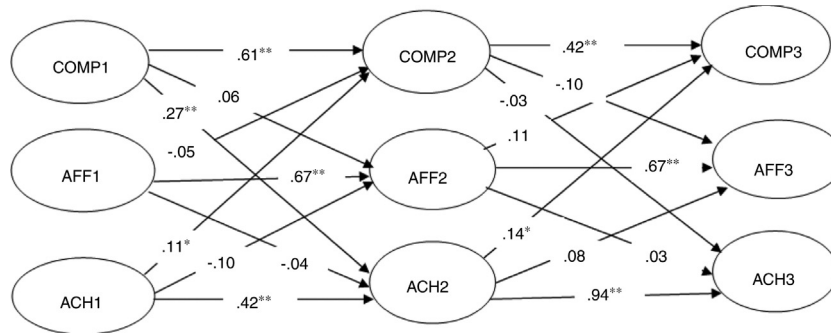 COMP1
.61**
COMP2
.42**
COMP3
.27**
.06
-.03
-.10
-.05
.11
AFF1
.67**
AFF2
.67**
AFF3
.11*
-.10
-.04
.14*
.08
.03
ACH1
.42**
ACH2
.94**
ACH3